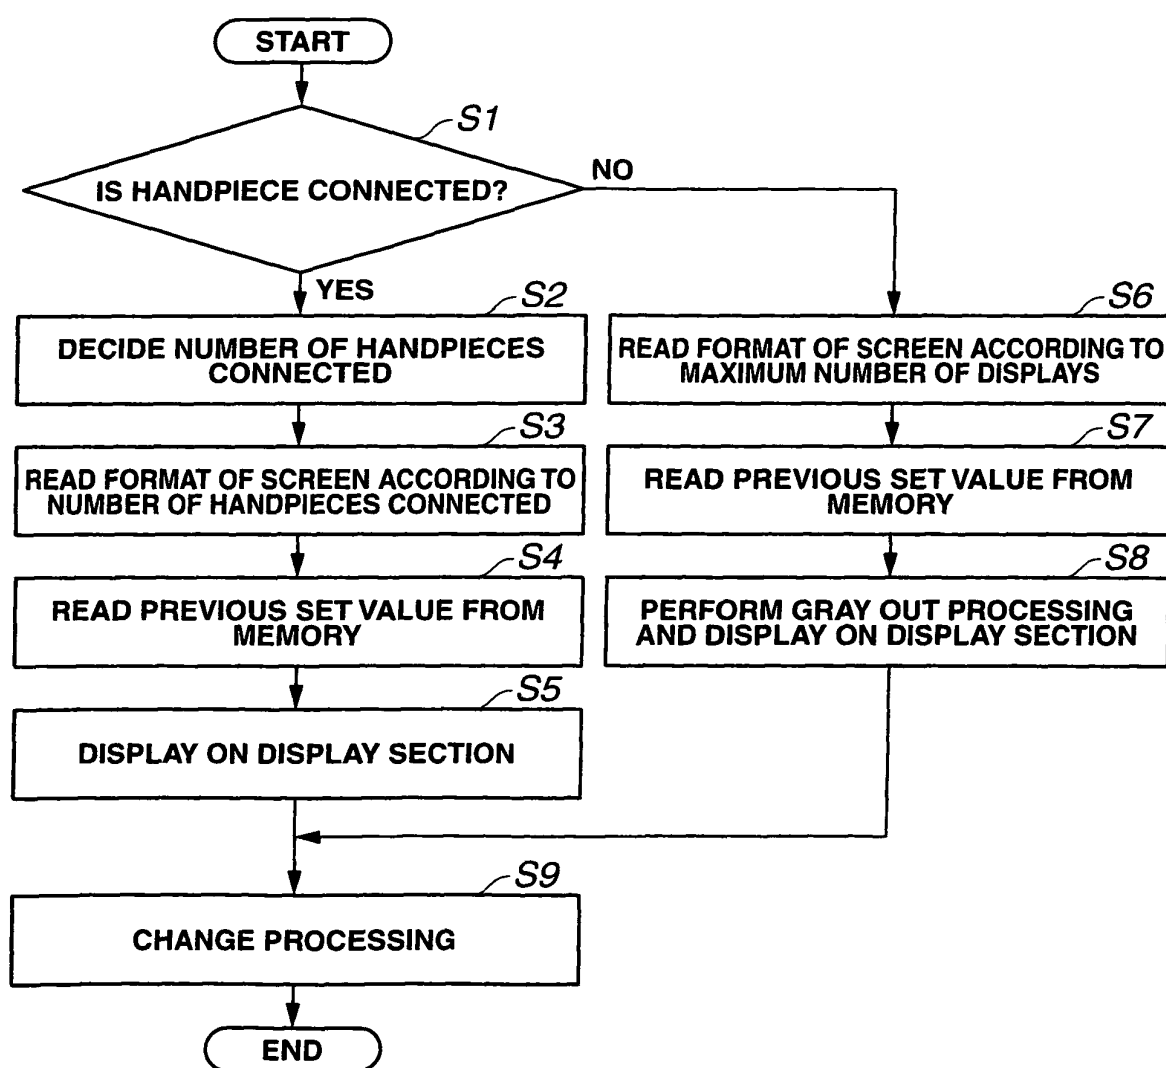 START
S1
IS HANDPIECE CONNECTED?
NO
YES
S2
DECIDE NUMBER OF HANDPIECES
CONNECTED
S3
READ FORMAT OF SCREEN ACCORDING TO
NUMBER OF HANDPIECES CONNECTED
S4
READ PREVIOUS SET VALUE FROM
MEMORY
S5
DISPLAY ON DISPLAY SECTION
S6
READ FORMAT OF SCREEN ACCORDING TO
MAXIMUM NUMBER OF DISPLAYS
S7
READ PREVIOUS SET VALUE FROM
MEMORY
S8
PERFORM GRAY OUT PROCESSING
AND DISPLAY ON DISPLAY SECTION
S9
CHANGE PROCESSING
END